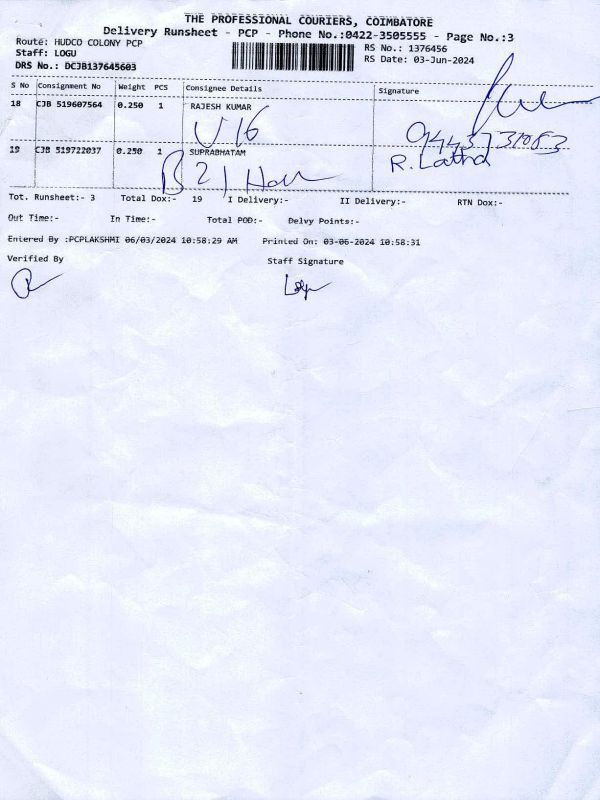 THE PROFESSIONAL COURIERS, COIMBATORE
Delivery Runsheet - PCP - Phone No.:0422-3505555 - Page No.:3
Route: HUDCO COLONY PCP RS No.: 1376456
Staff: LOGU RS Date: 03-Jun-2024
DRS No.: DCJB137645603
S No Consignment No Weight PCS Consignee Details Signature
18 CJB 519607564 0.250 1 RAJESH KUMAR
U 16
19 CJB 519722037 0.250 1 SUPRABHATAM
R. Latha
B 21
Tot. Runsheet:- 3 Total Dox:- 19 I Delivery:- II Delivery:- RTN Dox:-
Out Time:- In Time:- Total POD:- Delvy Points:-
Entered By :PCPLAKSHMI 06/03/2024 10:58:29 AM Printed On: 03-06-2024 10:58:31
Verified By Staff Signature